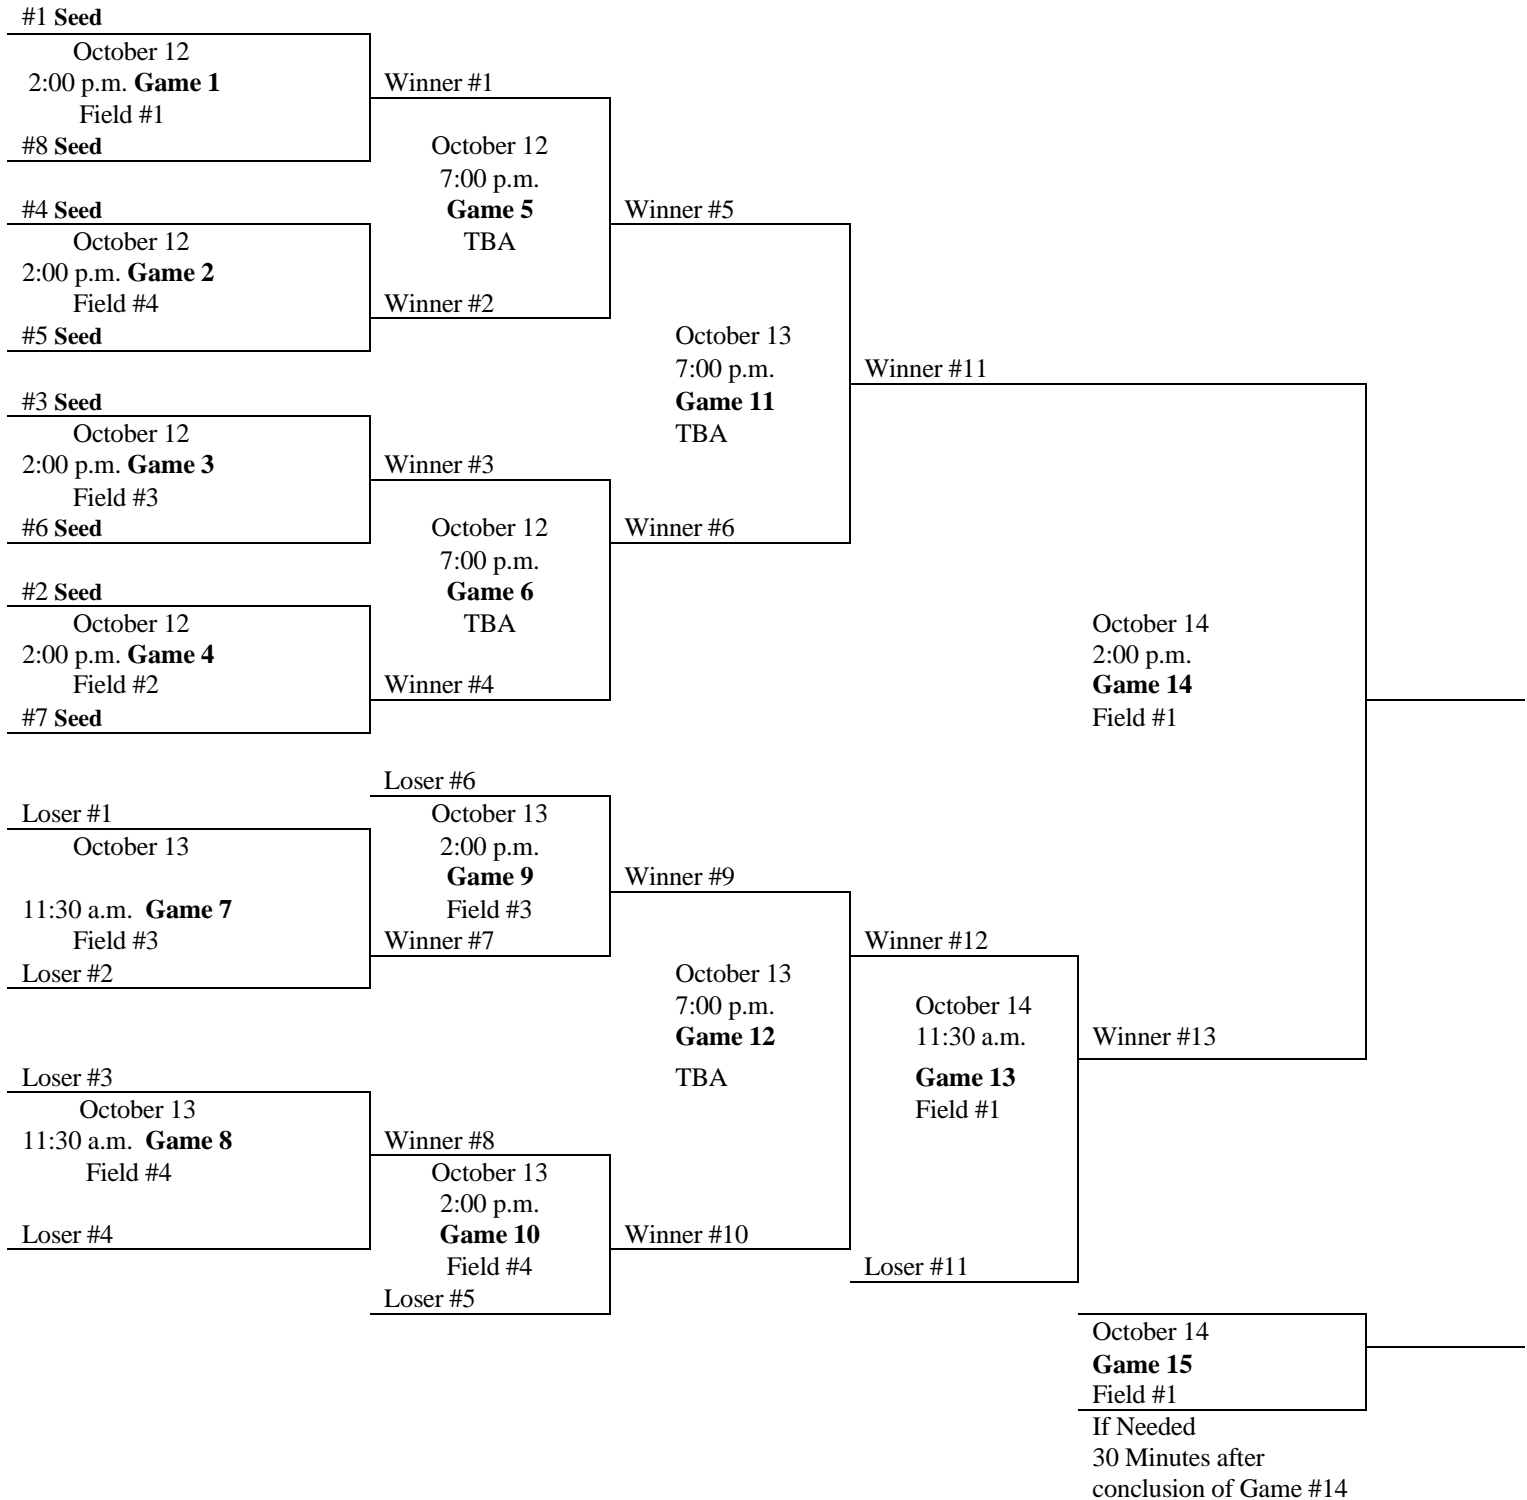 #1 Seed
October 12
2:00 p.m. Game 1
Field #1
#8 Seed
#4 Seed
October 12
2:00 p.m. Game 2
Field #4
#5 Seed
#3 Seed
October 12
2:00 p.m. Game 3
Field #3
#6 Seed
#2 Seed
October 12
2:00 p.m. Game 4
Field #2
#7 Seed
Loser #1
October 13
11:30 a.m. Game 7
Field #3
Loser #2
Loser #3
October 13
11:30 a.m. Game 8
Field #4
Loser #4
Winner #1
October 12
7:00 p.m.
Game 5
TBA
Winner #2
Winner #3
October 12
7:00 p.m.
Game 6
TBA
Winner #4
Loser #6
October 13
2:00 p.m.
Game 9
Field #3
Winner #7
Winner #8
October 13
2:00 p.m.
Game 10
Field #4
Loser #5
Winner #5
October 13
7:00 p.m.
Game 11
TBA
Winner #6
Winner #9
October 13
7:00 p.m.
Game 12
TBA
Winner #10
Winner #11
October 14
2:00 p.m.
Game 14
Field #1
Winner #12
October 14
11:30 a.m.
Game 13
Field #1
Loser #11
Winner #13
October 14
Game 15
Field #1
If Needed
30 Minutes after
conclusion of Game #14